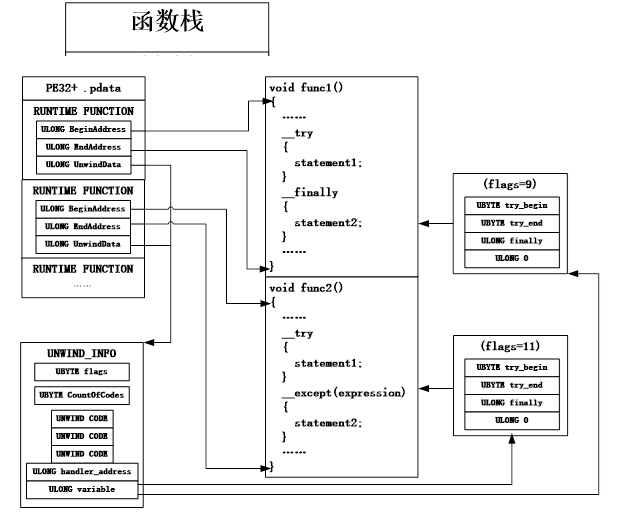 函数栈
PE32+ .pdata
RUNTIME FUNCTION
ULONG BeginAddress
ULONG EndAddress
ULONG UnwindData
RUNTIME FUNCTION
ULONG BeginAddress
ULONG EndAddress
ULONG UnwindData
RUNTIME FUNCTION
……
UNWIND_INFO
UBYTE flags
UBYTE CountOfCodes
UNWIND CODE
UNWIND CODE
UNWIND CODE
ULONG handler_address
ULONG variable
void func1()
{
……
__try
{
statement1;
}
__finally
{
statement2;
}
……
}
void func2()
{
……
__try
{
statement1;
}
__except(expression)
{
statement2;
}
……
}
(flags=9)
UBYTE try_begin
UBYTE try_end
ULONG finally
ULONG 0
(flags=11)
UBYTE try_begin
UBYTE try_end
ULONG finally
ULONG 0